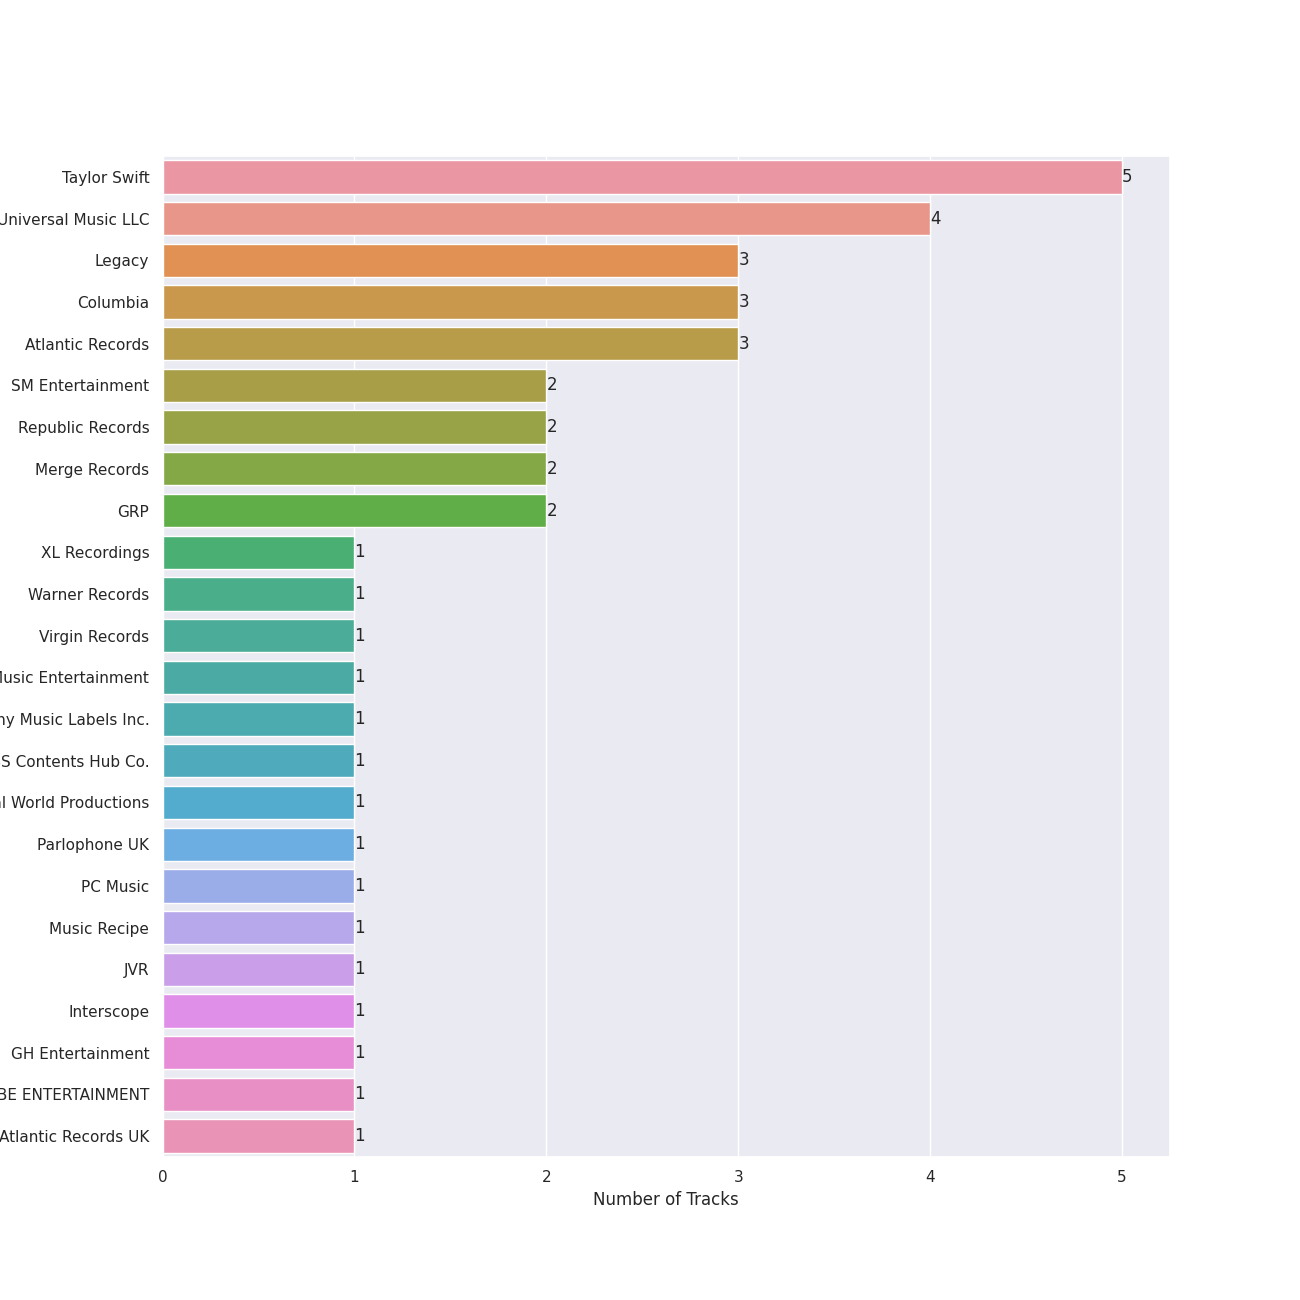 Taylor Swift 5
Universal Music LLC 4
Legacy 3
Columbia 3
Atlantic Records 3
SM Entertainment 2
Republic Records 2
Merge Records 2
GRP 2
XL Recordings 1
Warner Records 1
Virgin Records 1
Music Entertainment 1
ny Music Labels Inc. 1
S Contents Hub Co. 1
l World Productions 1
Parlophone UK 1
PC Music 1
Music Recipe 1
JVR 1
Interscope 1
GH Entertainment 1
BE ENTERTAINMENT 1
Atlantic Records UK 1
0 1 2 3 4 5
Number of Tracks